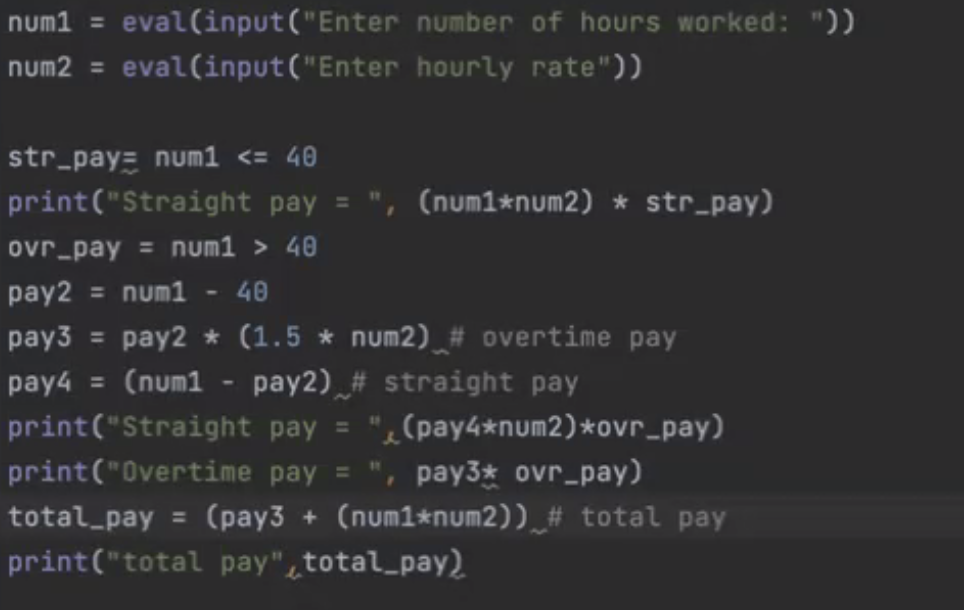 num1 = eval(input("Enter number of hours worked: "))
num2 = eval(input("Enter hourly rate"))
str_pay= num1 <= 40
print("Straight pay = ", (num1*num2) * str_pay)
ovr_pay = num1 > 40
pay2 = num1 - 40
pay3 = pay2 * (1.5 * num2) # overtime pay
pay4 = (num1 - pay2) # straight pay
print("Straight pay = ",(pay4*num2)*ovr_pay)
print("Overtime pay = ", pay3* ovr_pay)
total_pay = (pay3 + (num1*num2)) # total pay
print("total pay",total_pay)